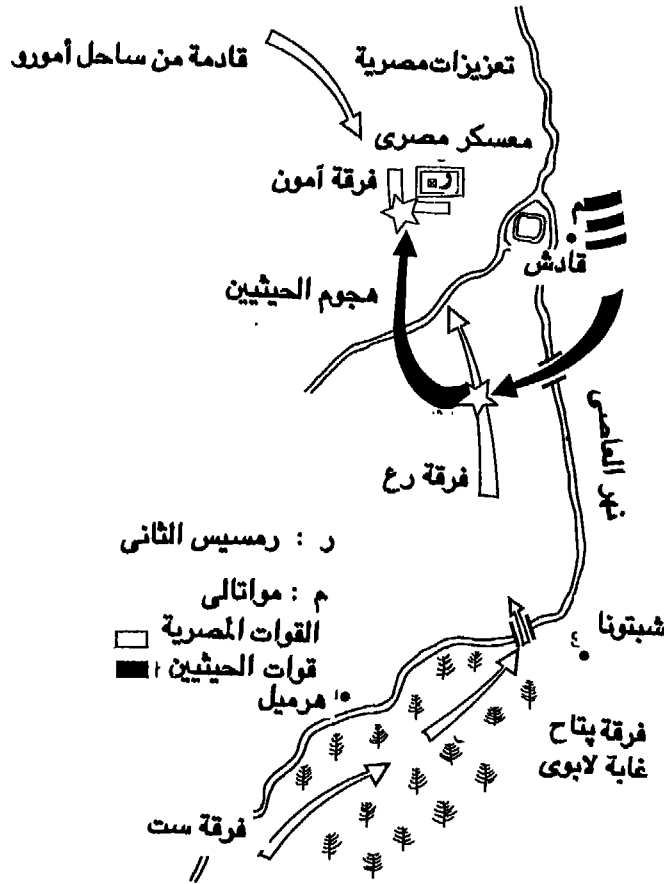 تعزيزات مصرية
قادمة من ساحل أمورو
معسكر مصرى
فرقة آمون
ر
م
قادش
هجوم الحيثيين
نهر العاصى
فرقة رع
ر : رمسيس الثانى
م : مواتالى
القوات المصرية
قوات الحيثيين
هرميل
شبتونا
فرقة پتاح
غابة لابوى
فرقة ست